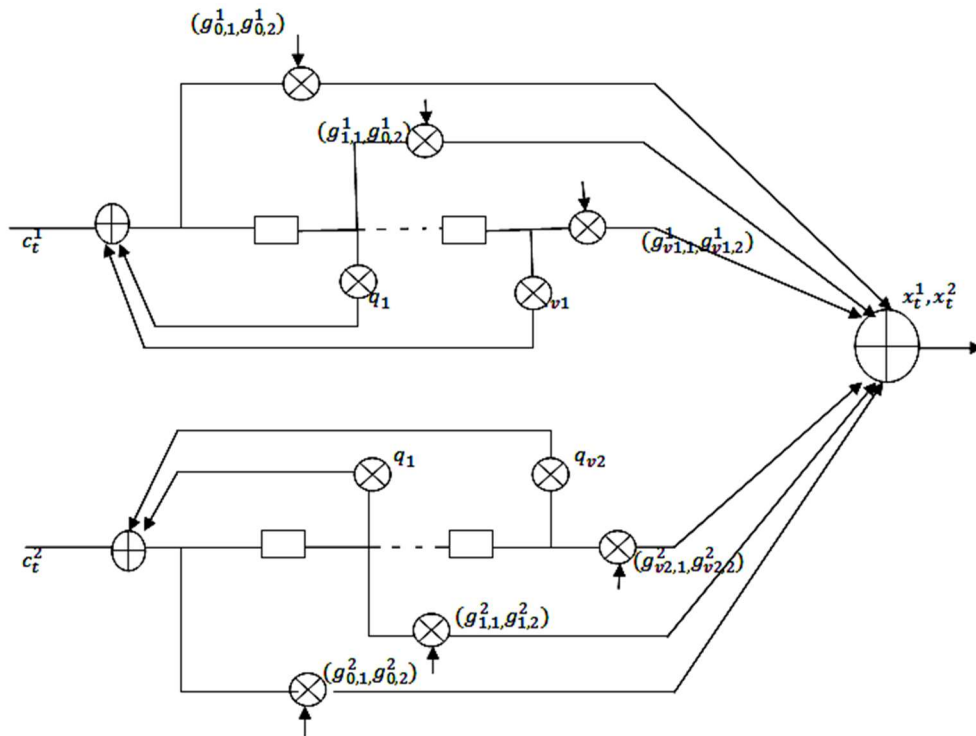 (g^1_{0,1},g^1_{0,2})
(g^1_{1,1},g^1_{0,2})
c^1_t
(g^1_{v1,1},g^1_{v1,2})
q_1
v1
x^1_t,x^2_t
q_1
q_{v2}
c^2_t
(g^2_{v2,1},g^2_{v2,2})
(g^2_{1,1},g^2_{1,2})
(g^2_{0,1},g^2_{0,2})